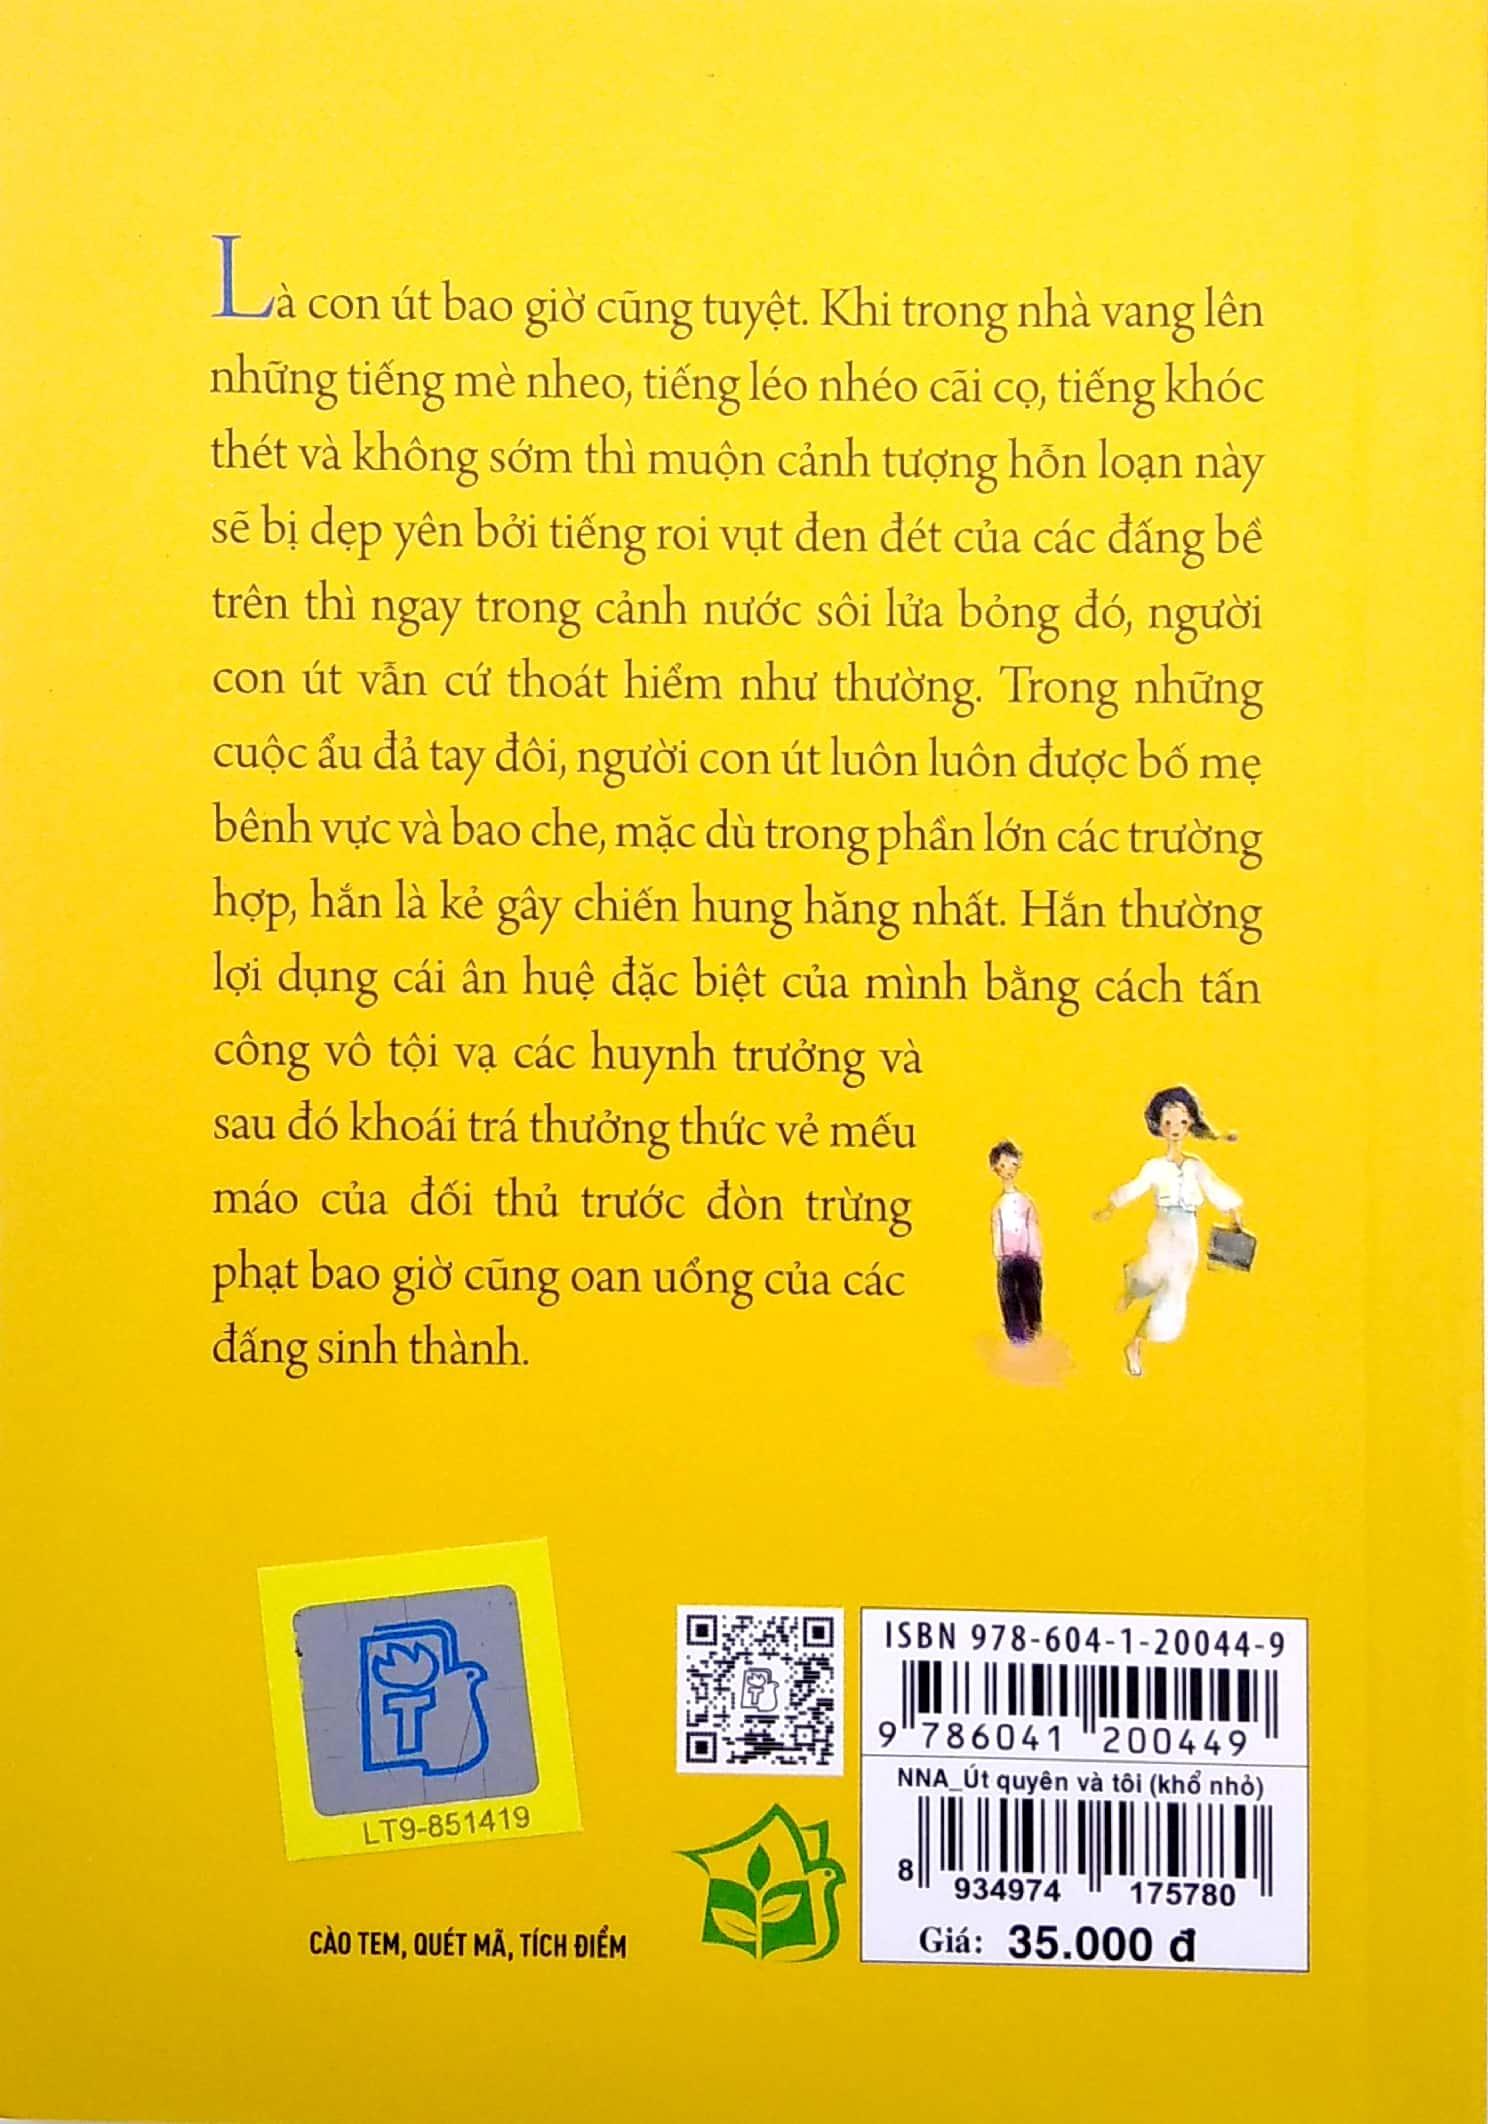 Là con út bao giờ cũng tuyệt. Khi trong nhà vang lên
những tiếng mè nheo, tiếng léo nhéo cãi cọ, tiếng khóc
thét và không sớm thì muộn cảnh tượng hỗn loạn này
sẽ bị dẹp yên bởi tiếng roi vụt đen đét của các đấng bề
trên thì ngay trong cảnh nước sôi lửa bỏng đó, người
con út vẫn cứ thoát hiểm như thường. Trong những
cuộc ẩu đả tay đôi, người con út luôn luôn được bố mẹ
bênh vực và bao che, mặc dù trong phần lớn các trường
hợp, hắn là kẻ gây chiến hung hăng nhất. Hắn thường
lợi dụng cái ân huệ đặc biệt của mình bằng cách tấn
công vô tội vạ các huynh trưởng và
sau đó khoái trá thưởng thức vẻ mếu
máo của đối thủ trước đòn trừng
phạt bao giờ cũng oan uổng của các
đấng sinh thành.
T
LT9-851419
CÀO TEM, QUÉT MÃ, TÍCH ĐIỂM
ISBN 978-604-1-20044-9
9 786041 200449
NNA_Út quyên và tôi (khổ nhỏ)
8 934974 175780
Giá: 35.000 đ